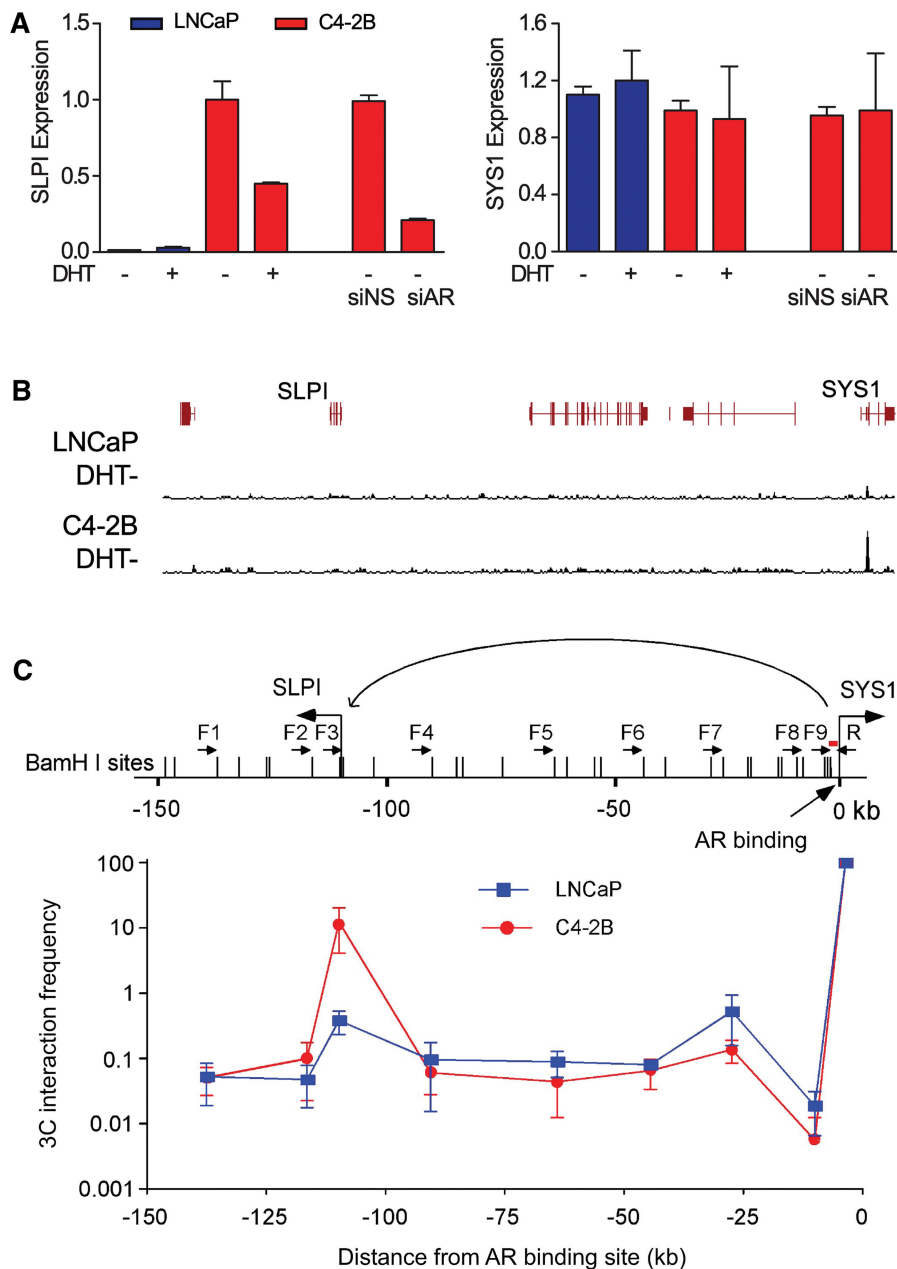 A
LNCaP C4-2B
SLPI Expression
1.0
0.5
0.0
DHT - + - + - -
siNS siAR
SYS1 Expression
1.6
1.2
0.8
0.4
0.0
DHT - + - + - -
siNS siAR
B
SLPI SYS1
LNCaP
DHT-
C4-2B
DHT-
C
SLPI SYS1
F1 F2 F3 F4 F5 F6 F7 F8 F9 R
BamH I sites
-150 -100 -50 0 kb
AR binding
3C interaction frequency
100
10
1
0.1
0.01
0.001
LNCaP
C4-2B
-150 -125 -100 -75 -50 -25 0
Distance from AR binding site (kb)